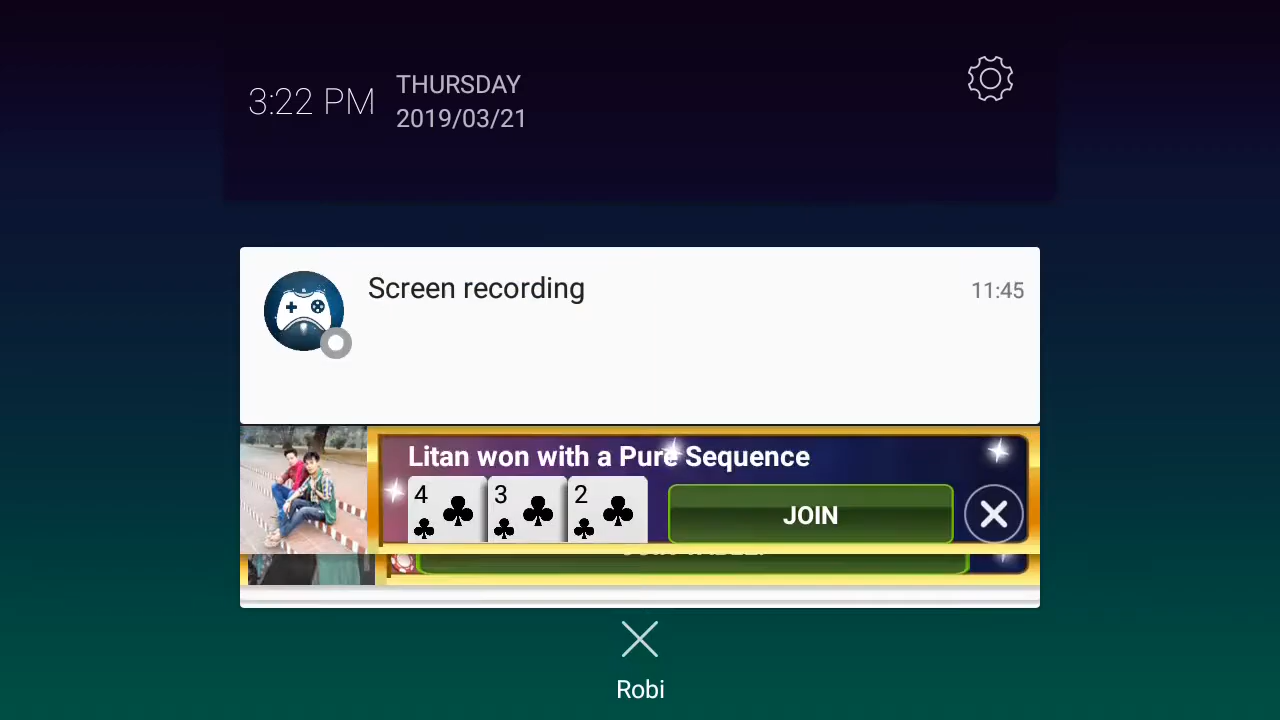 3:22 PM
THURSDAY
2019/03/21
Screen recording
11:45
Litan won with a Pure Sequence
4 3 2
JOIN
Robi